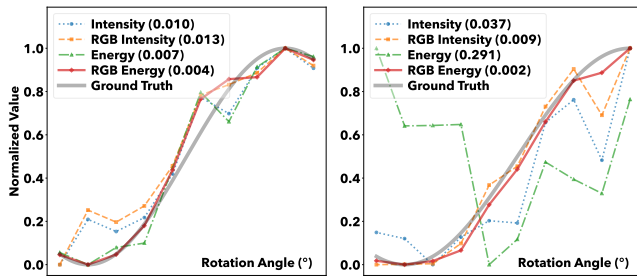 Intensity (0.010)
RGB Intensity (0.013)
Energy (0.007)
RGB Energy (0.004)
Ground Truth
Normalized Value
1.0
0.8
0.6
0.4
0.2
0.0
Rotation Angle (°)
Intensity (0.037)
RGB Intensity (0.009)
Energy (0.291)
RGB Energy (0.002)
Ground Truth
1.0
0.8
0.6
0.4
0.2
0.0
Rotation Angle (°)